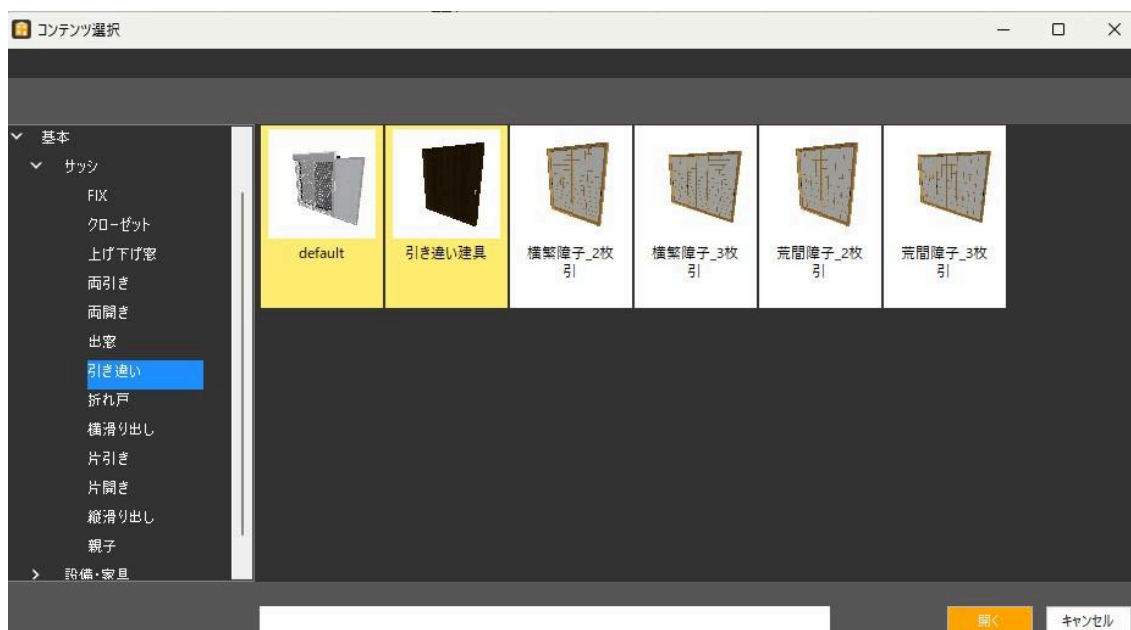 コンテンツ選択
基本
サッシ
FIX
クローゼット
上げ下げ窓
両引き
両開き
出窓
引き違い
折れ戸
横滑り出し
片引き
片開き
縦滑り出し
親子
設備・家具
default
引き違い建具
横繁障子_2枚
引
横繁障子_3枚
引
荒間障子_2枚
引
荒間障子_3枚
引
開く
キャンセル